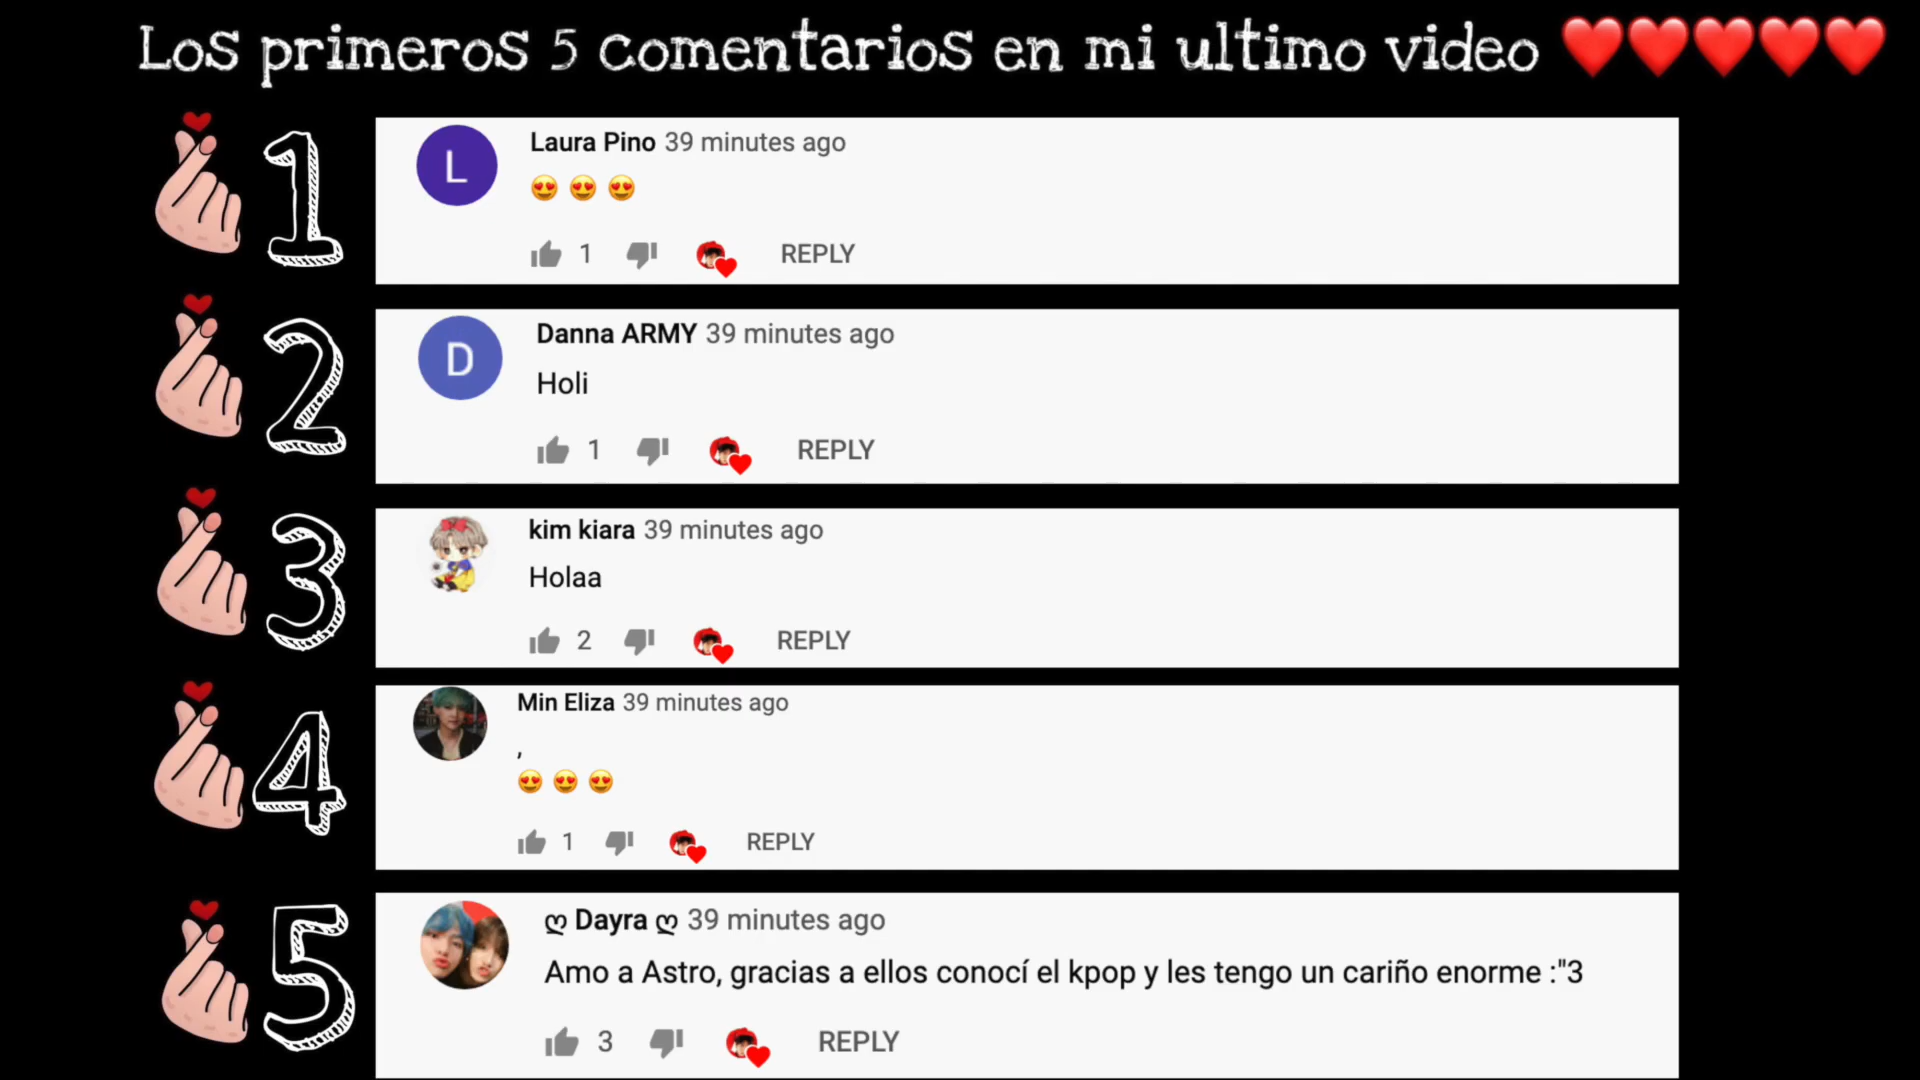 Los primeros 5 comentarios en mi ultimo video ❤️❤️❤️❤️❤️
1
L
Laura Pino 39 minutes ago
😍 😍 😍
1 REPLY
2
D
Danna ARMY 39 minutes ago
Holi
1 REPLY
3
kim kiara 39 minutes ago
Holaa
2 REPLY
4
Min Eliza 39 minutes ago
,
😍 😍 😍
1 REPLY
5
ღ Dayra ღ 39 minutes ago
Amo a Astro, gracias a ellos conocí el kpop y les tengo un cariño enorme :"3
3 REPLY